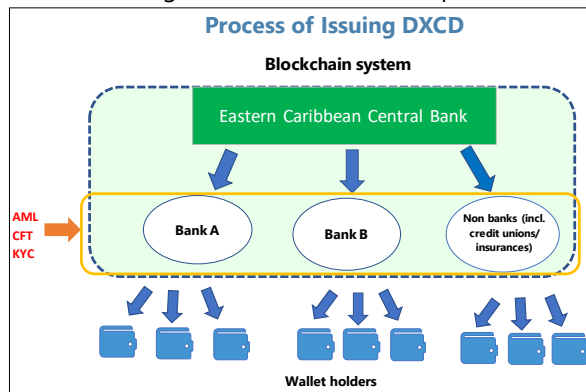 Process of Issuing DXCD
Blockchain system
Eastern Caribbean Central Bank
AML
CFT
KYC
Bank A
Bank B
Non banks (incl.
credit unions/
insurances)
Wallet holders